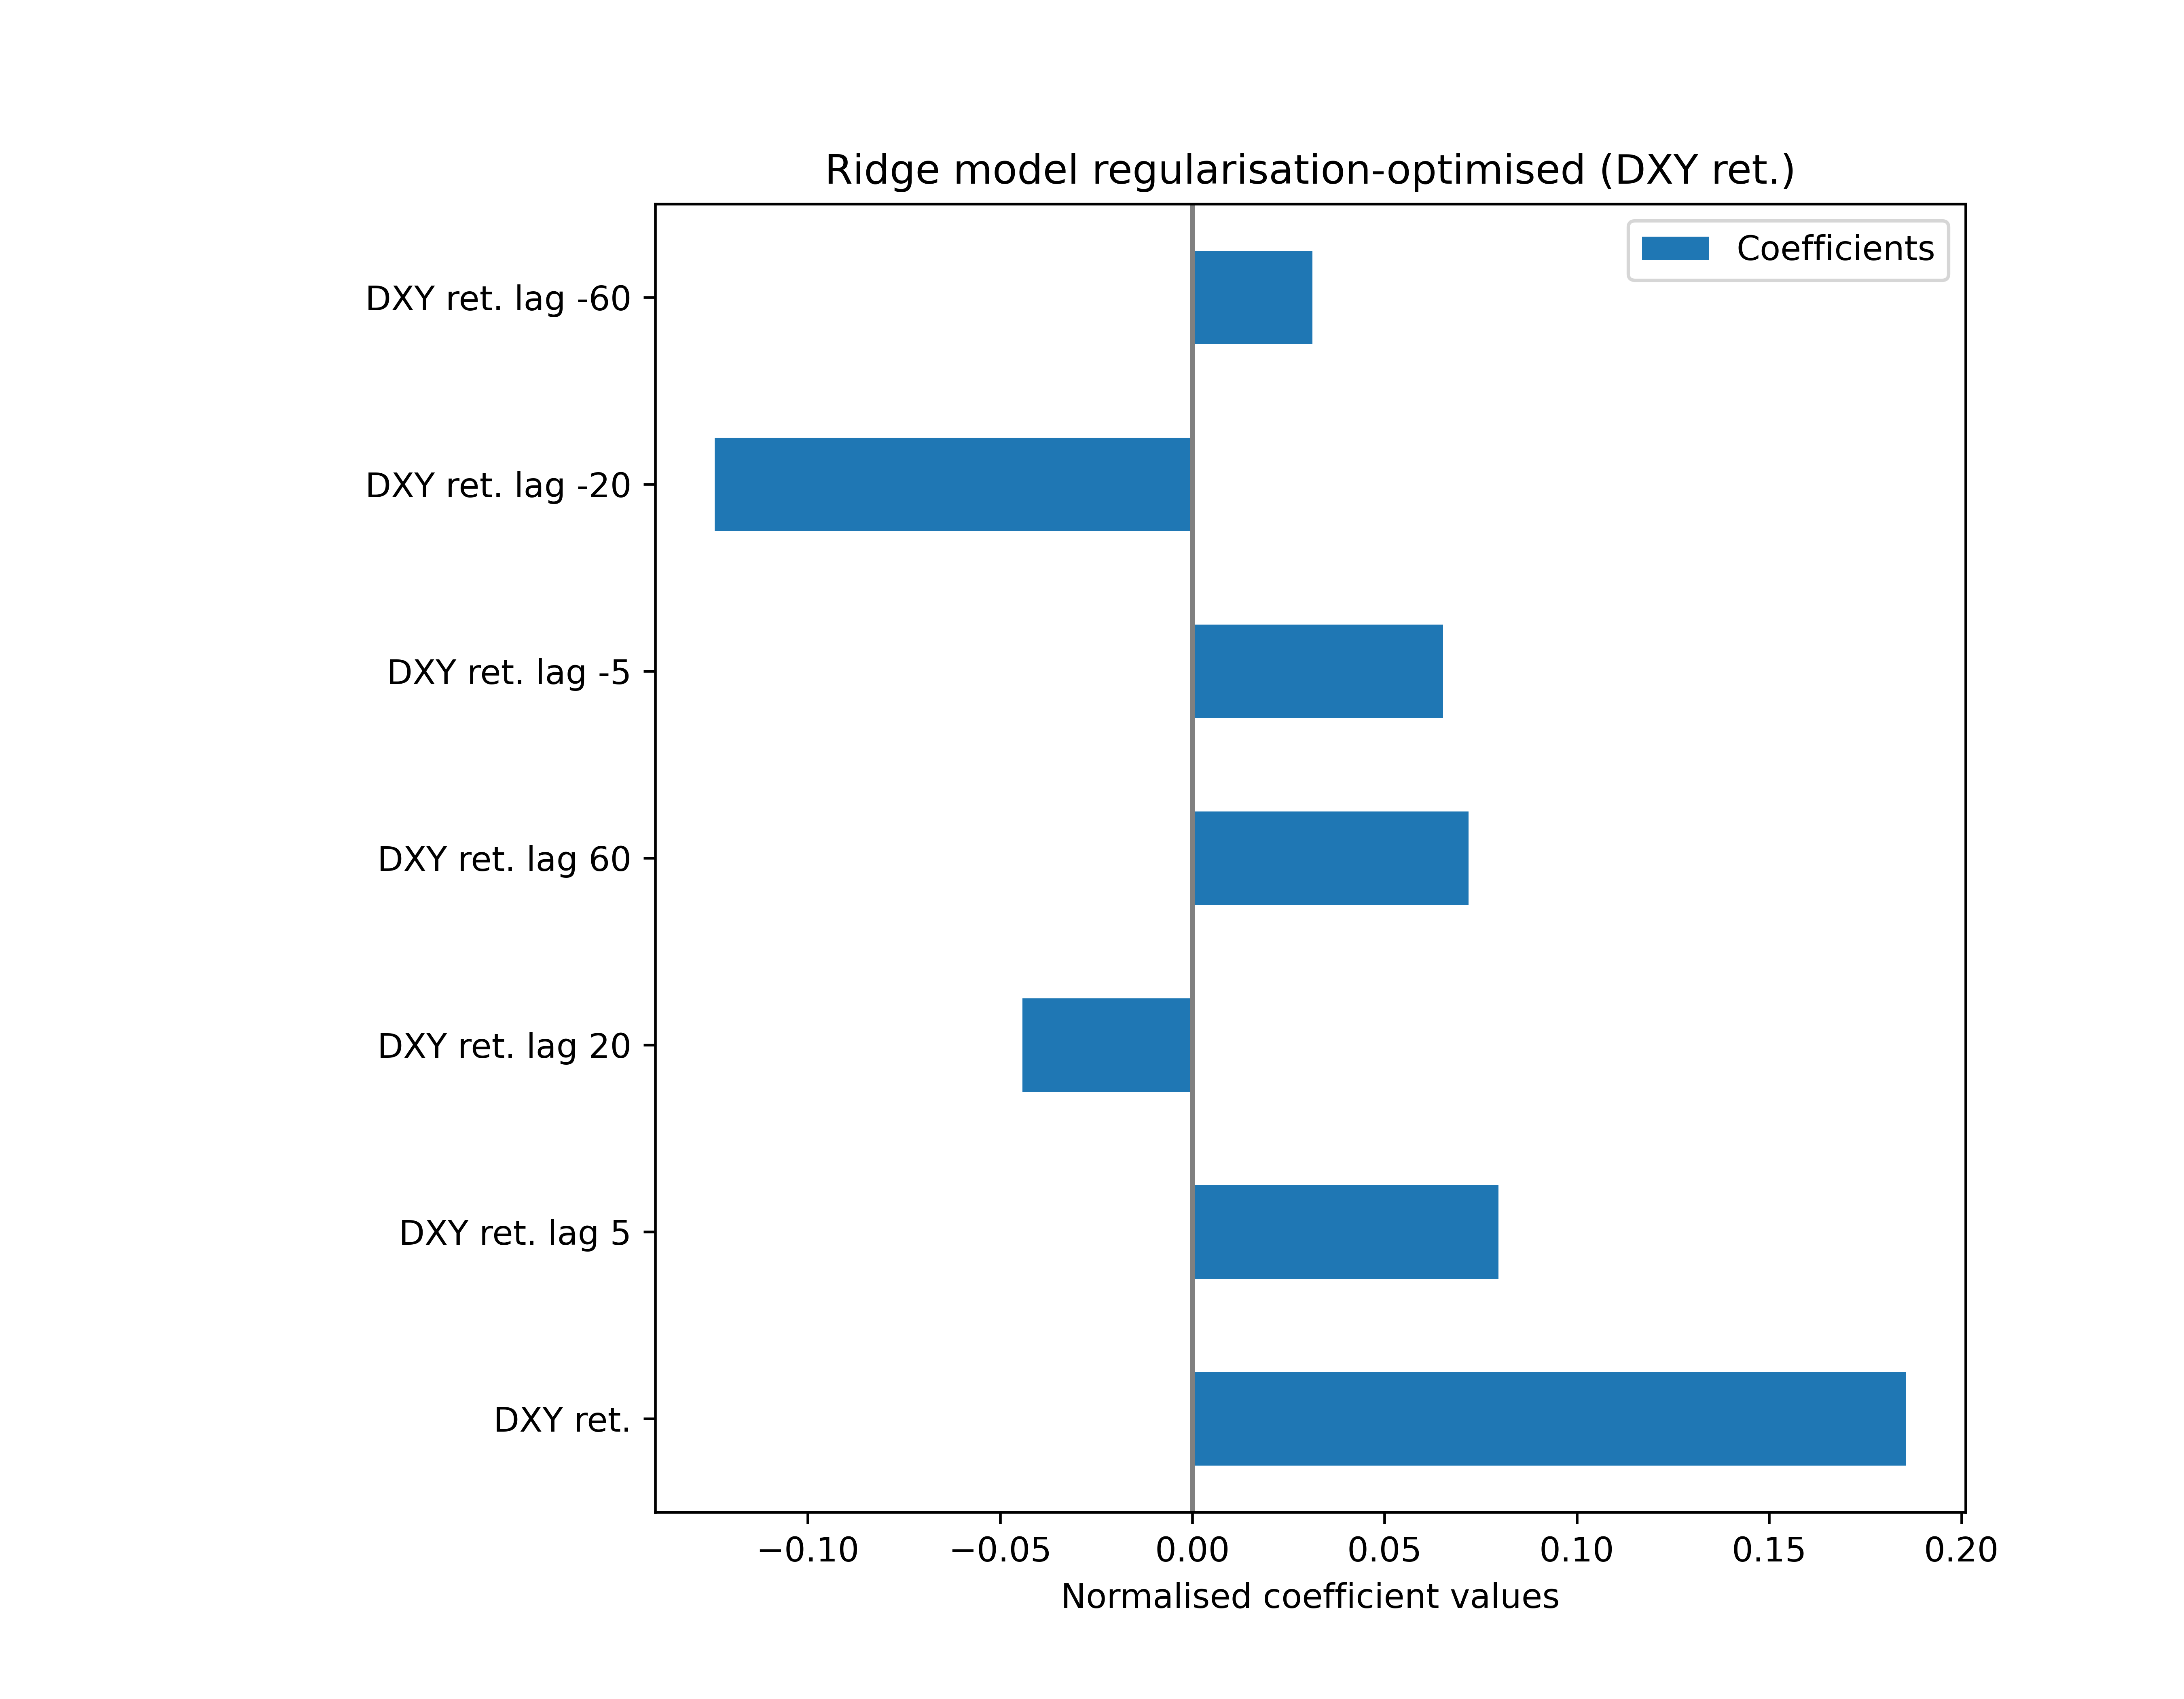 Ridge model regularisation-optimised (DXY ret.)
Coefficients
DXY ret. lag -60
DXY ret. lag -20
DXY ret. lag -5
DXY ret. lag 60
DXY ret. lag 20
DXY ret. lag 5
DXY ret.
−0.10 −0.05 0.00 0.05 0.10 0.15 0.20
Normalised coefficient values